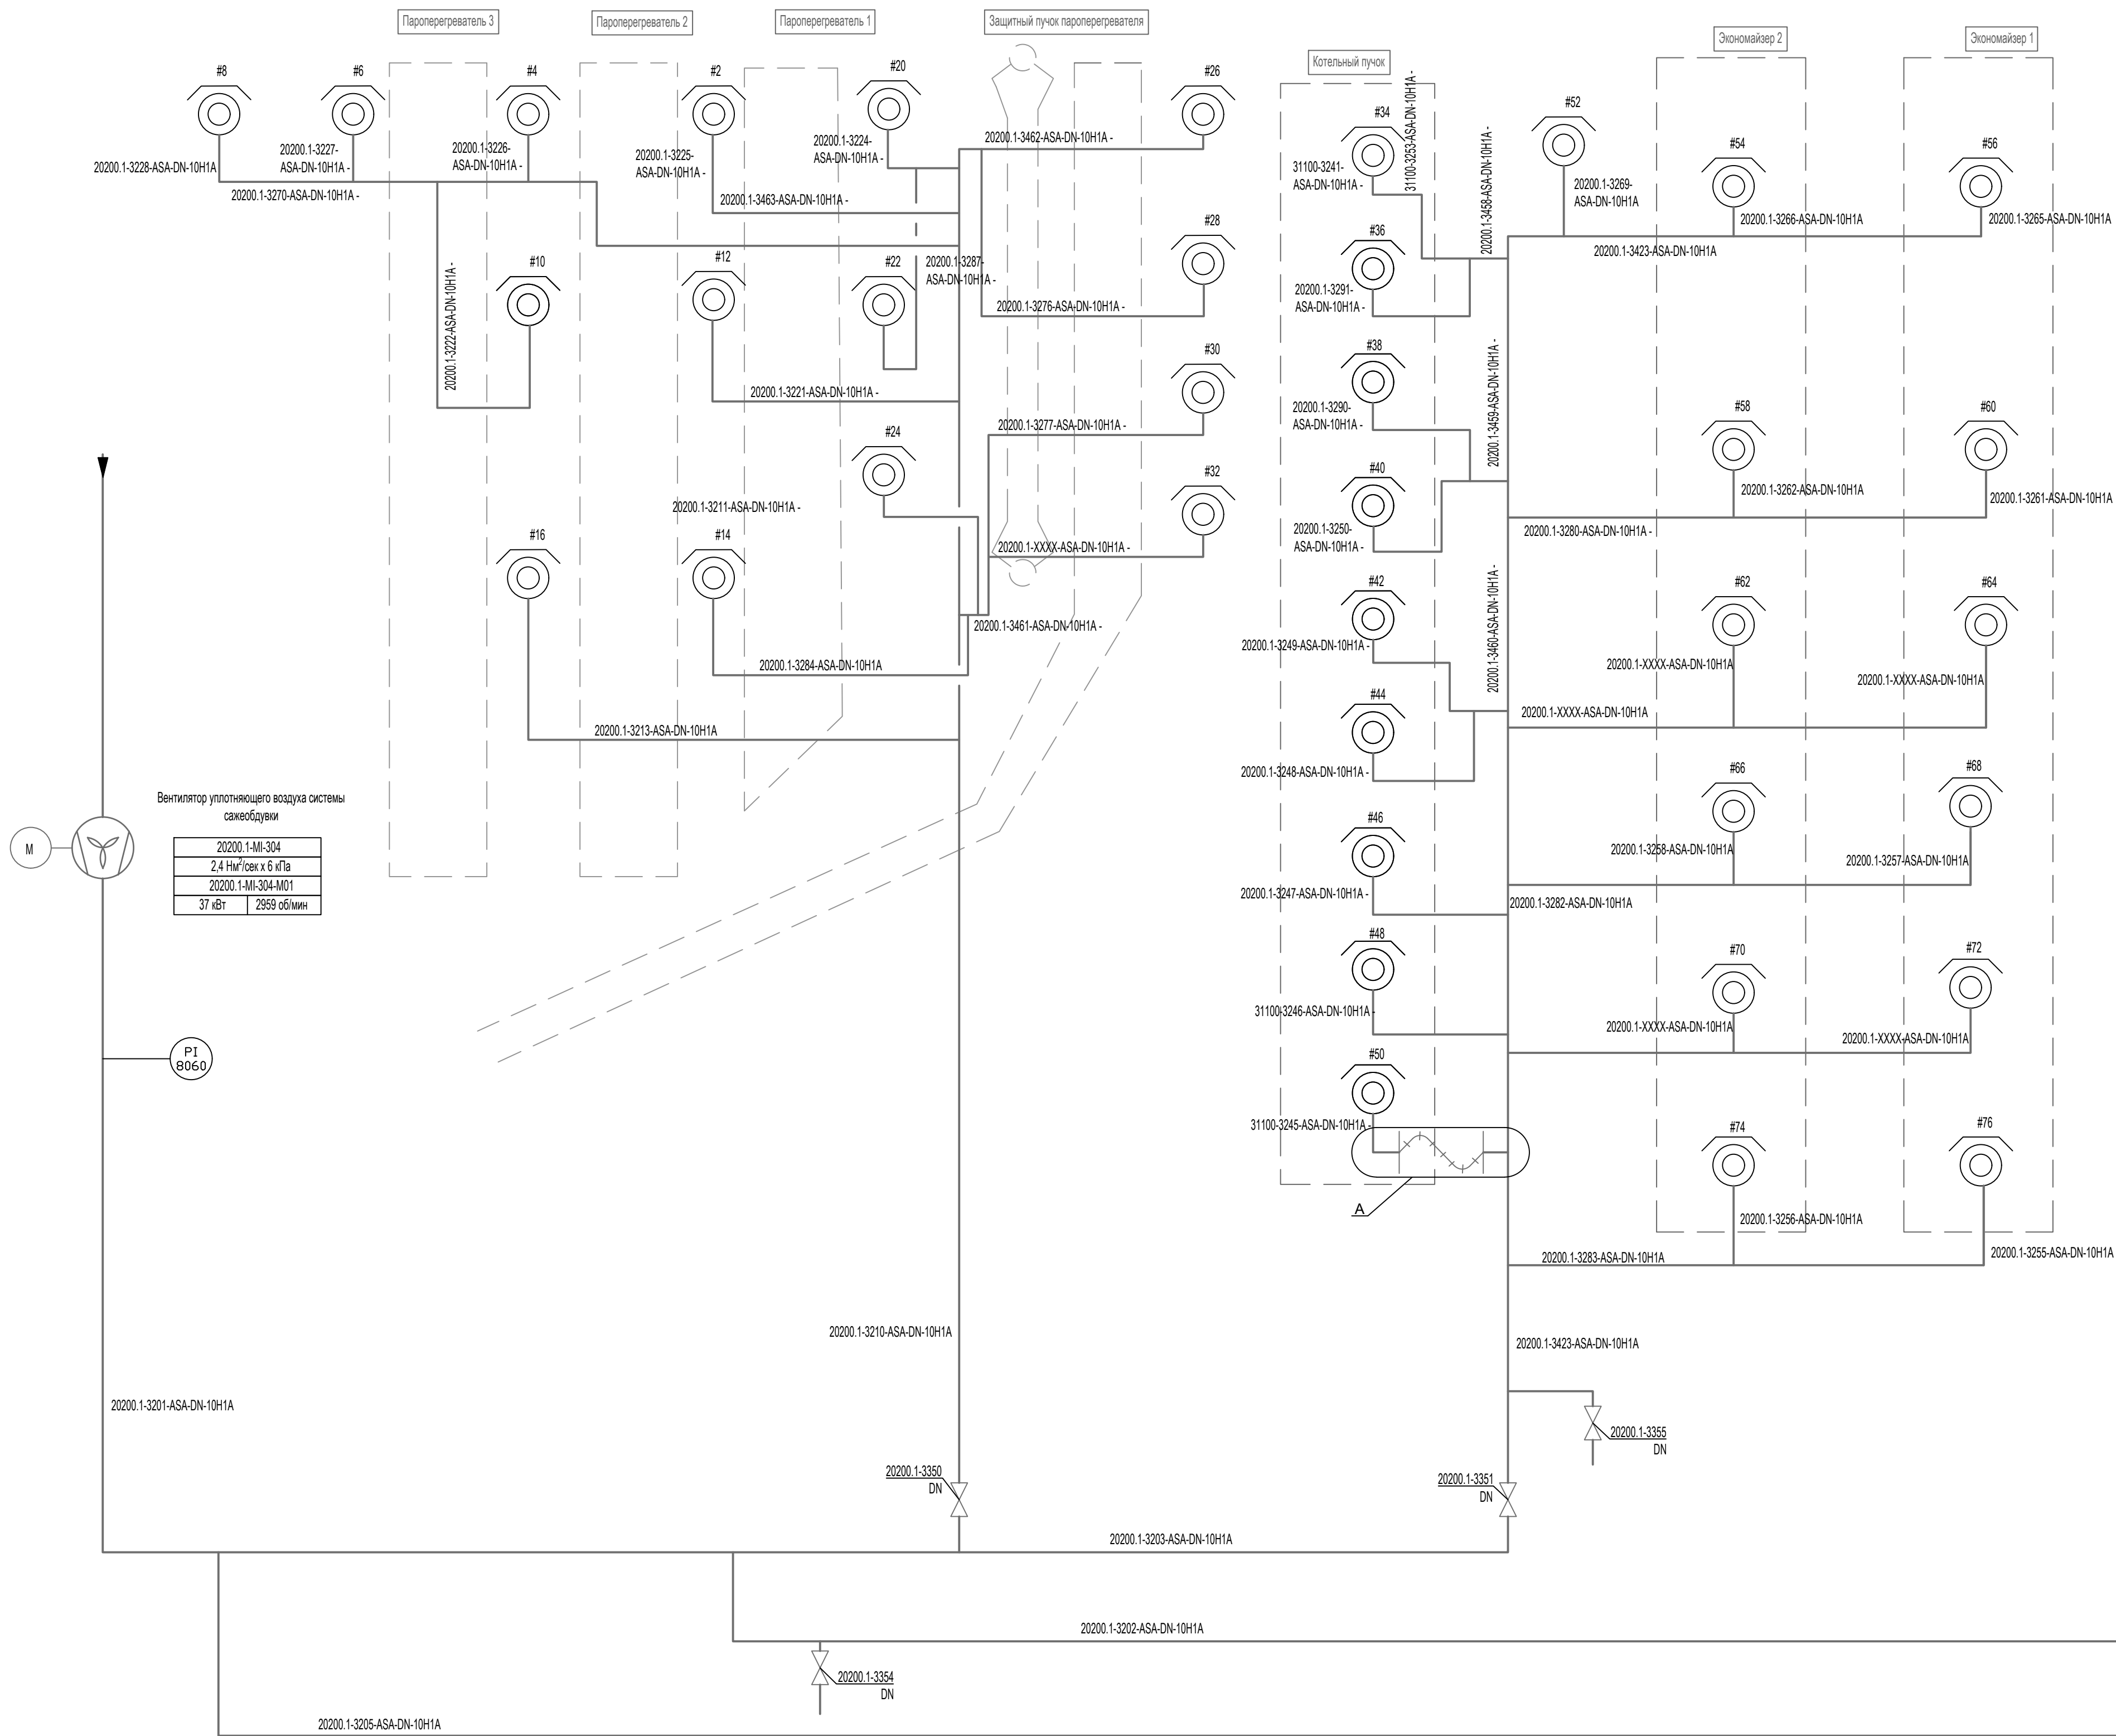 Пароперегреватель 3
Пароперегреватель 2
Пароперегреватель 1
Защитный пучок пароперегревателя
Котельный пучок
Экономайзер 2
Экономайзер 1
#8
#6
#4
#2
#20
#26
20200.1-3228-ASA-DN-10H1A
20200.1-3227-
ASA-DN-10H1A -
20200.1-3226-
ASA-DN-10H1A -
20200.1-3225-
ASA-DN-10H1A -
20200.1-3224-
ASA-DN-10H1A -
20200.1-3462-ASA-DN-10H1A -
20200.1-3270-ASA-DN-10H1A -
20200.1-3463-ASA-DN-10H1A -
#28
#10
#12
#22
20200.1-3287-
ASA-DN-10H1A -
20200.1-3222-ASA-DN-10H1A -
20200.1-3276-ASA-DN-10H1A -
#30
20200.1-3221-ASA-DN-10H1A -
20200.1-3277-ASA-DN-10H1A -
#24
#32
20200.1-3211-ASA-DN-10H1A -
#16
#14
20200.1-XXXX-ASA-DN-10H1A -
20200.1-3461-ASA-DN-10H1A -
20200.1-3284-ASA-DN-10H1A
20200.1-3213-ASA-DN-10H1A
#34
31100-3241-
ASA-DN-10H1A -
31100-3253-ASA-DN-10H1A -
20200.1-3458-ASA-DN-10H1A -
#36
20200.1-3291-
ASA-DN-10H1A -
#38
20200.1-3290-
ASA-DN-10H1A -
20200.1-3459-ASA-DN-10H1A -
#40
20200.1-3250-
ASA-DN-10H1A -
#42
20200.1-3249-ASA-DN-10H1A -
20200.1-3460-ASA-DN-10H1A -
#44
20200.1-3248-ASA-DN-10H1A -
#46
20200.1-3247-ASA-DN-10H1A -
#48
31100-3246-ASA-DN-10H1A -
#50
31100-3245-ASA-DN-10H1A -
A
#52
20200.1-3269-
ASA-DN-10H1A
#54
20200.1-3266-ASA-DN-10H1A
#56
20200.1-3265-ASA-DN-10H1A
20200.1-3423-ASA-DN-10H1A
#58
20200.1-3262-ASA-DN-10H1A
#60
20200.1-3261-ASA-DN-10H1A
20200.1-3280-ASA-DN-10H1A -
#62
20200.1-XXXX-ASA-DN-10H1A
#64
20200.1-XXXX-ASA-DN-10H1A
20200.1-XXXX-ASA-DN-10H1A
#66
20200.1-3258-ASA-DN-10H1A
#68
20200.1-3257-ASA-DN-10H1A
20200.1-3282-ASA-DN-10H1A
#70
20200.1-XXXX-ASA-DN-10H1A
#72
20200.1-XXXX-ASA-DN-10H1A
#74
20200.1-3256-ASA-DN-10H1A
#76
20200.1-3255-ASA-DN-10H1A
20200.1-3283-ASA-DN-10H1A
Вентилятор уплотняющего воздуха системы
сажеобдувки
M
20200.1-MI-304
2,4 Нм²/сек x 6 кПа
20200.1-MI-304-M01
37 кВт 2959 об/мин
PI
8060
20200.1-3210-ASA-DN-10H1A
20200.1-3423-ASA-DN-10H1A
20200.1-3201-ASA-DN-10H1A
20200.1-3355
DN
20200.1-3350
DN
20200.1-3351
DN
20200.1-3203-ASA-DN-10H1A
20200.1-3202-ASA-DN-10H1A
20200.1-3354
DN
20200.1-3205-ASA-DN-10H1A